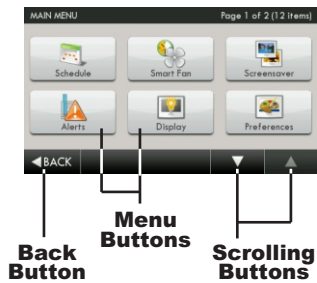 MAIN MENU Page 1 of 2 (12 items)
Schedule Smart Fan Screensaver
Alerts Display Preferences
BACK
Menu
Buttons
Back
Button
Scrolling
Buttons